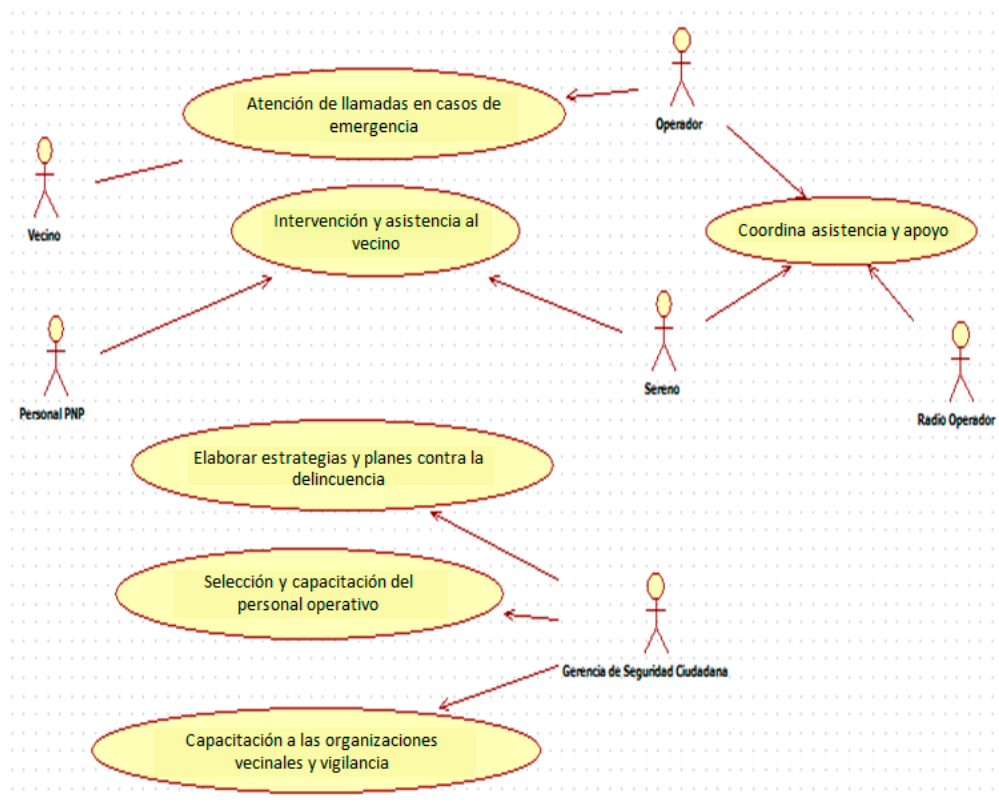 Atención de llamadas en casos de
emergencia
Operador
Vecino
Intervención y asistencia al
vecino
Coordina asistencia y apoyo
Personal PNP
Sereno
Radio Operador
Elaborar estrategias y planes contra la
delincuencia
Selección y capacitación del
personal operativo
Gerencia de Seguridad Ciudadana
Capacitación a las organizaciones
vecinales y vigilancia